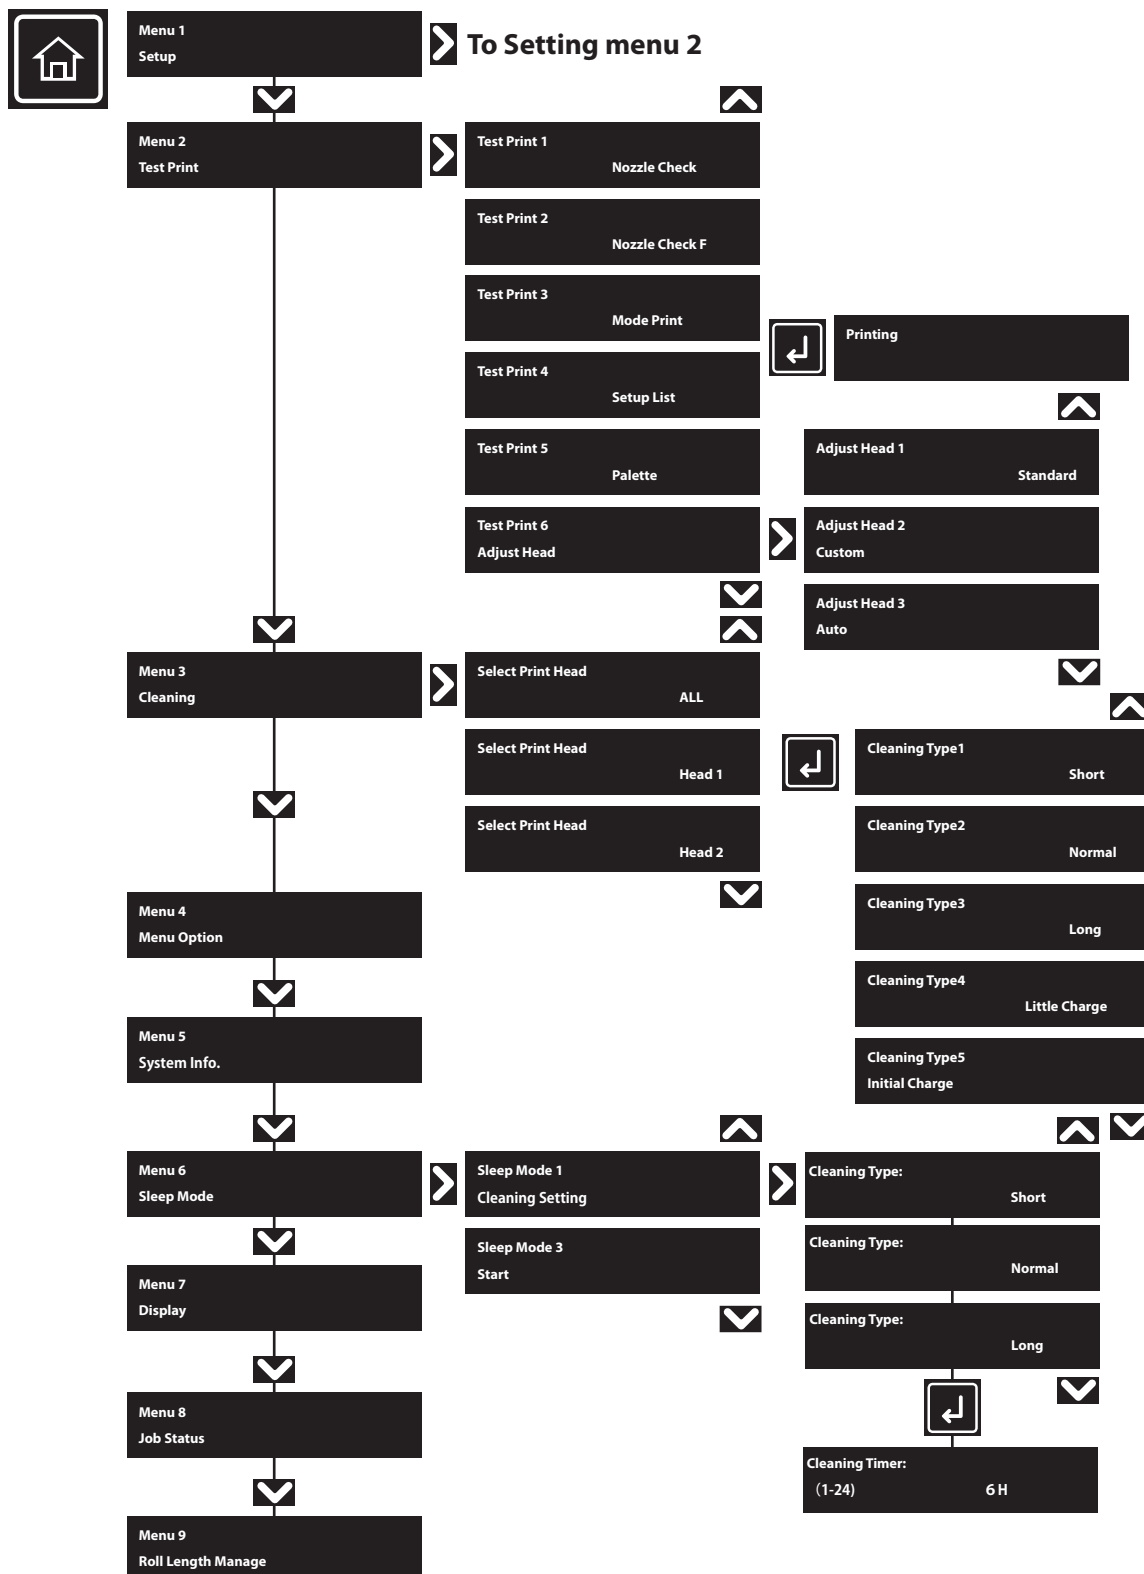 Menu 1
Setup
To Setting menu 2
Menu 2
Test Print
Test Print 1
Nozzle Check
Test Print 2
Nozzle Check F
Test Print 3
Mode Print
Test Print 4
Setup List
Printing
Test Print 5
Palette
Test Print 6
Adjust Head
Adjust Head 1
Standard
Adjust Head 2
Custom
Adjust Head 3
Auto
Menu 3
Cleaning
Select Print Head
ALL
Select Print Head
Head 1
Select Print Head
Head 2
Cleaning Type1
Short
Cleaning Type2
Normal
Cleaning Type3
Long
Cleaning Type4
Little Charge
Cleaning Type5
Initial Charge
Menu 4
Menu Option
Menu 5
System Info.
Menu 6
Sleep Mode
Sleep Mode 1
Cleaning Setting
Sleep Mode 3
Start
Cleaning Type:
Short
Cleaning Type:
Normal
Cleaning Type:
Long
Cleaning Timer:
(1-24) 6 H
Menu 7
Display
Menu 8
Job Status
Menu 9
Roll Length Manage